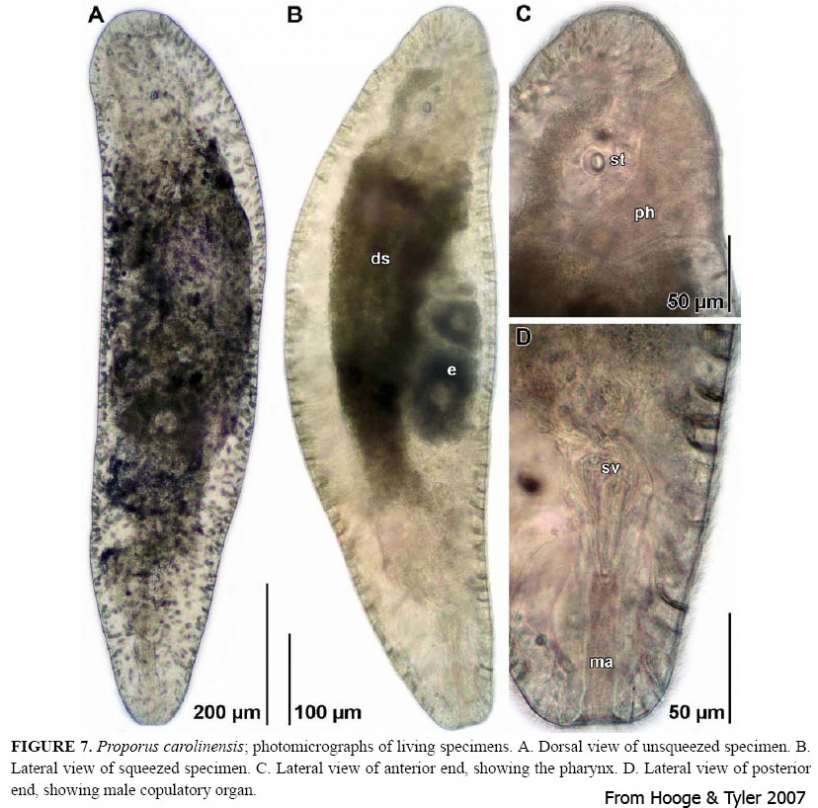 A
B
C
st
ph
50 µm
ds
e
D
sv
ma
200 µm
100 µm
50 µm
FIGURE 7. Proporus carolinensis; photomicrographs of living specimens. A. Dorsal view of unsqueezed specimen. B.
Lateral view of squeezed specimen. C. Lateral view of anterior end, showing the pharynx. D. Lateral view of posterior
end, showing male copulatory organ.
From Hooge & Tyler 2007